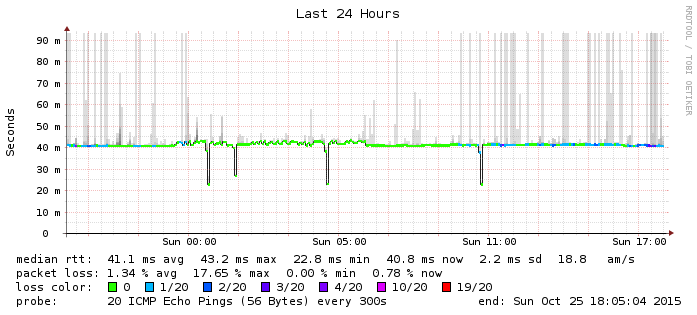 Last 24 Hours
RRDTOOL / TOBI OETIKER
Seconds
90 m
80 m
70 m
60 m
50 m
40 m
30 m
20 m
10 m
0
Sun 00:00 Sun 05:00 Sun 11:00 Sun 17:00
median rtt: 41.1 ms avg 43.2 ms max 22.8 ms min 40.8 ms now 2.2 ms sd 18.8 am/s
packet loss: 1.34 % avg 17.65 % max 0.00 % min 0.78 % now
loss color: 0 1/20 2/20 3/20 4/20 10/20 19/20
probe: 20 ICMP Echo Pings (56 Bytes) every 300s end: Sun Oct 25 18:05:04 2015